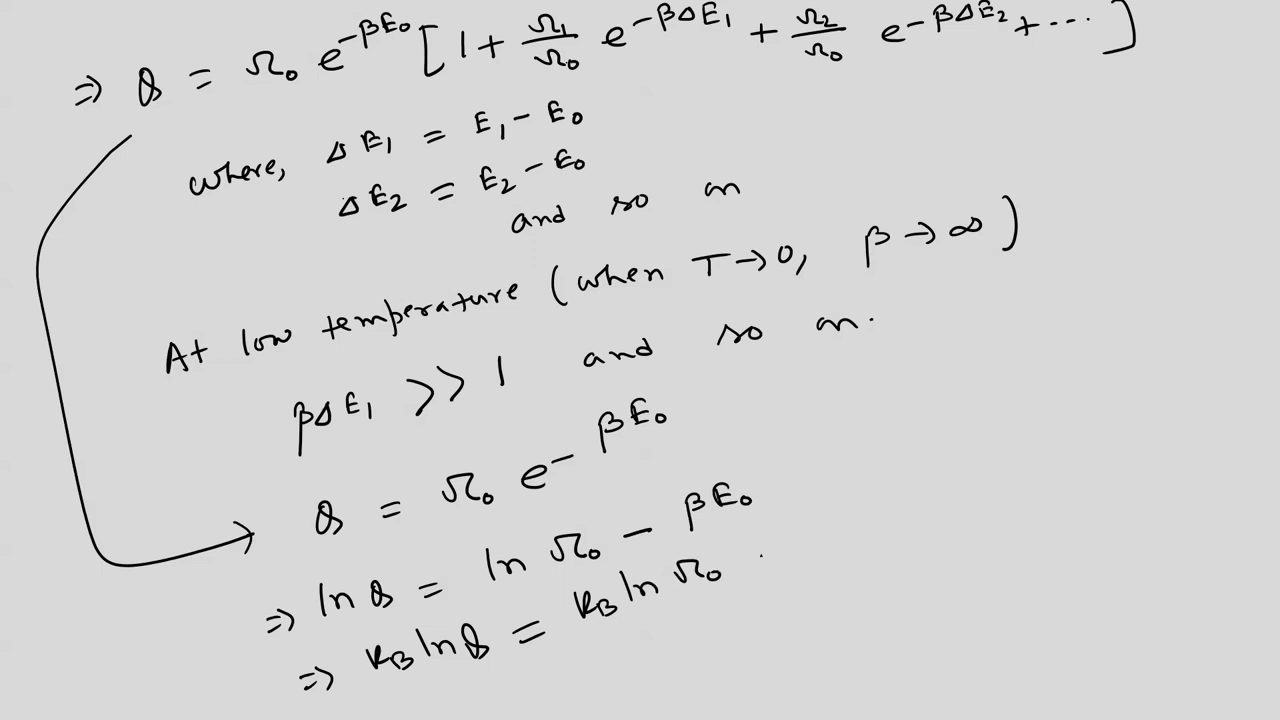 ⇒ Q = Ω₀ e^{-βE₀} [ 1 + Ω₁/Ω₀ e^{-βΔE₁} + Ω₂/Ω₀ e^{-βΔE₂} + ... ]
where, ΔE₁ = E₁ - E₀
ΔE₂ = E₂ - E₀
and so on
At low temperature (when T → 0, β → ∞)
βΔE₁ >> 1 and so on.
Q = Ω₀ e^{-βE₀}
⇒ ln Q = ln Ω₀ - βE₀
⇒ k_B ln Q = k_B ln Ω₀